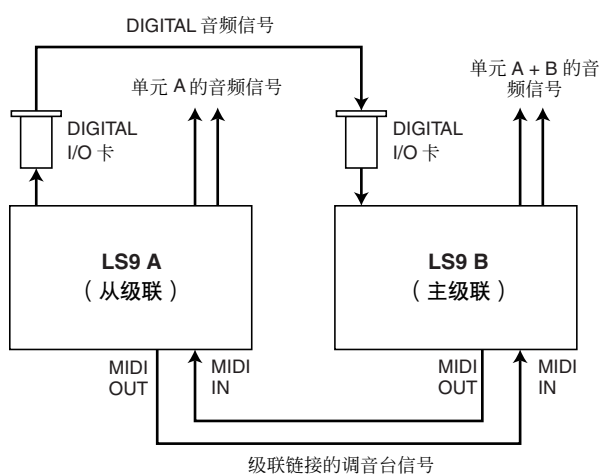 DIGITAL 音频信号
单元 A 的音频信号
单元 A + B 的音
频信号
DIGITAL
I/O 卡
DIGITAL
I/O 卡
LS9 A
（从级联）
LS9 B
（主级联）
MIDI
OUT
MIDI
IN
MIDI
OUT
MIDI
IN
级联链接的调音台信号